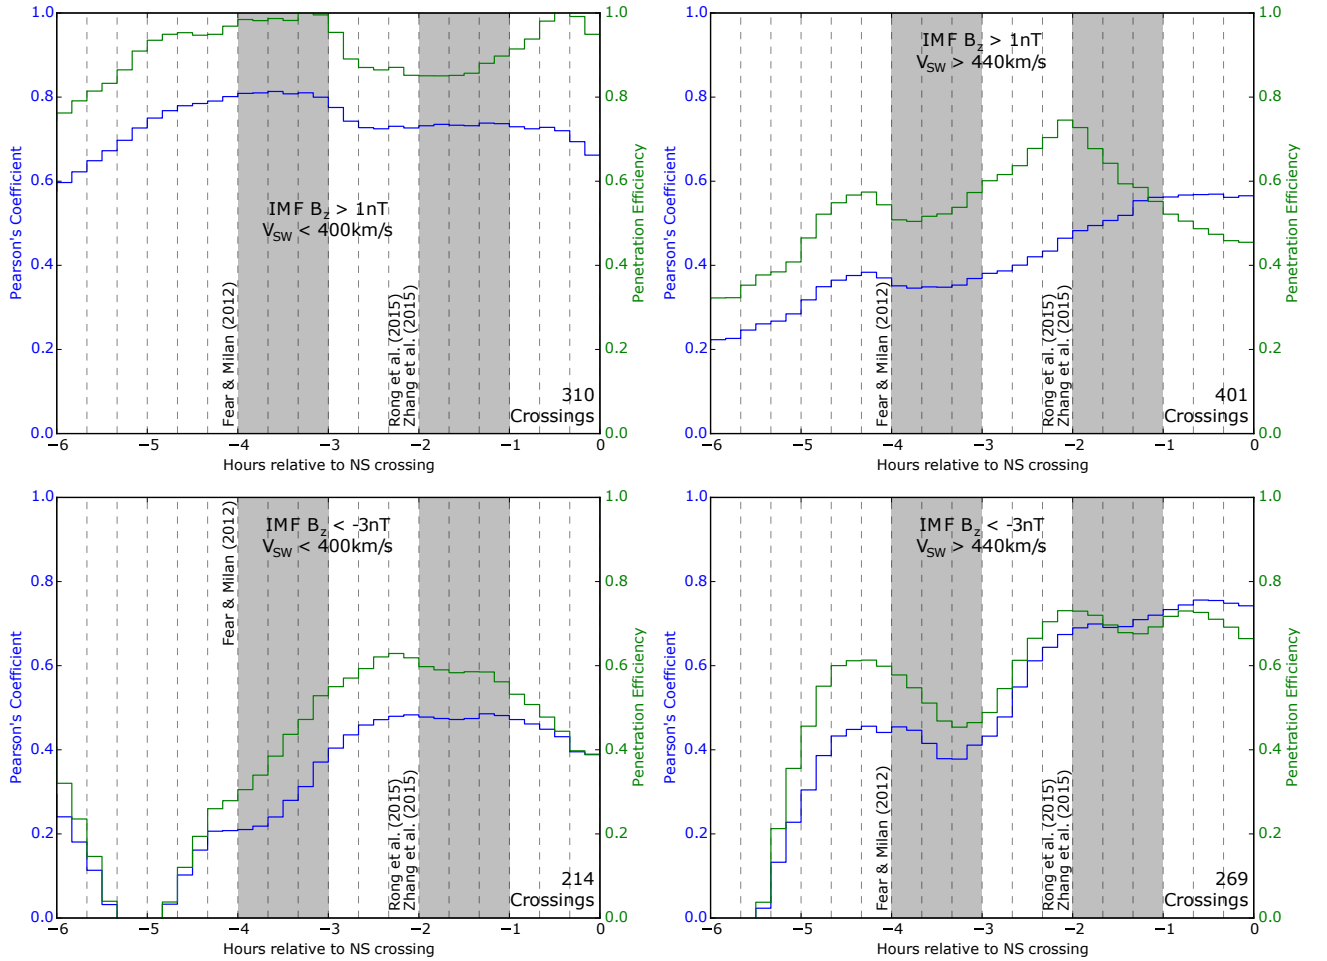 1.0
0.8
0.6
0.4
0.2
0.0
Pearson's Coefficient
IMF B_z > 1nT
V_SW < 400km/s
Fear & Milan (2012)
Rong et al. (2015)
Zhang et al. (2015)
310
Crossings
1.0
0.8
0.6
0.4
0.2
0.0
Penetration Efficiency
−6 −5 −4 −3 −2 −1 0
Hours relative to NS crossing
1.0
0.8
0.6
0.4
0.2
0.0
Pearson's Coefficient
IMF B_z > 1nT
V_SW > 440km/s
Fear & Milan (2012)
Rong et al. (2015)
Zhang et al. (2015)
401
Crossings
1.0
0.8
0.6
0.4
0.2
0.0
Penetration Efficiency
−6 −5 −4 −3 −2 −1 0
Hours relative to NS crossing
1.0
0.8
0.6
0.4
0.2
0.0
Pearson's Coefficient
Fear & Milan (2012)
IMF B_z < -3nT
V_SW < 400km/s
Rong et al. (2015)
Zhang et al. (2015)
214
Crossings
1.0
0.8
0.6
0.4
0.2
0.0
Penetration Efficiency
−6 −5 −4 −3 −2 −1 0
Hours relative to NS crossing
1.0
0.8
0.6
0.4
0.2
0.0
Pearson's Coefficient
IMF B_z < -3nT
V_SW > 440km/s
Fear & Milan (2012)
Rong et al. (2015)
Zhang et al. (2015)
269
Crossings
1.0
0.8
0.6
0.4
0.2
0.0
Penetration Efficiency
−6 −5 −4 −3 −2 −1 0
Hours relative to NS crossing